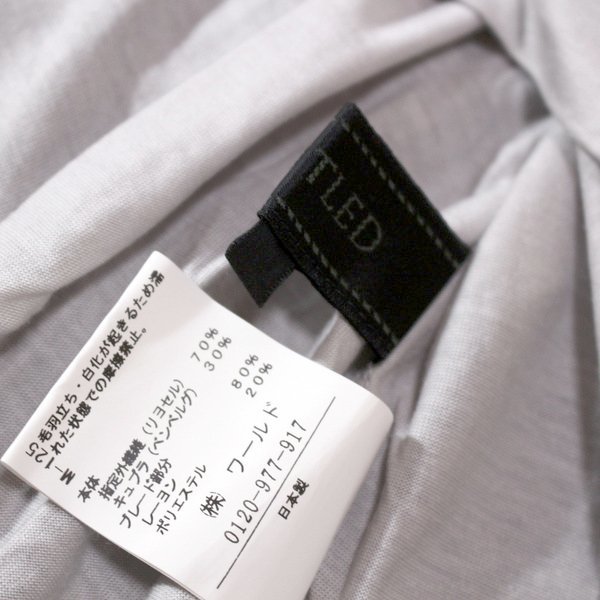 TLED
毛羽立ち・白化が起きるため濡
れた状態での摩擦禁止。
本体
指定外繊維(リヨセル) 70%
キュプラ(ベンベルグ) 30%
ブレード部分
レーヨン 80%
ポリエステル 20%
(株) ワールド
0120-977-917
日本製